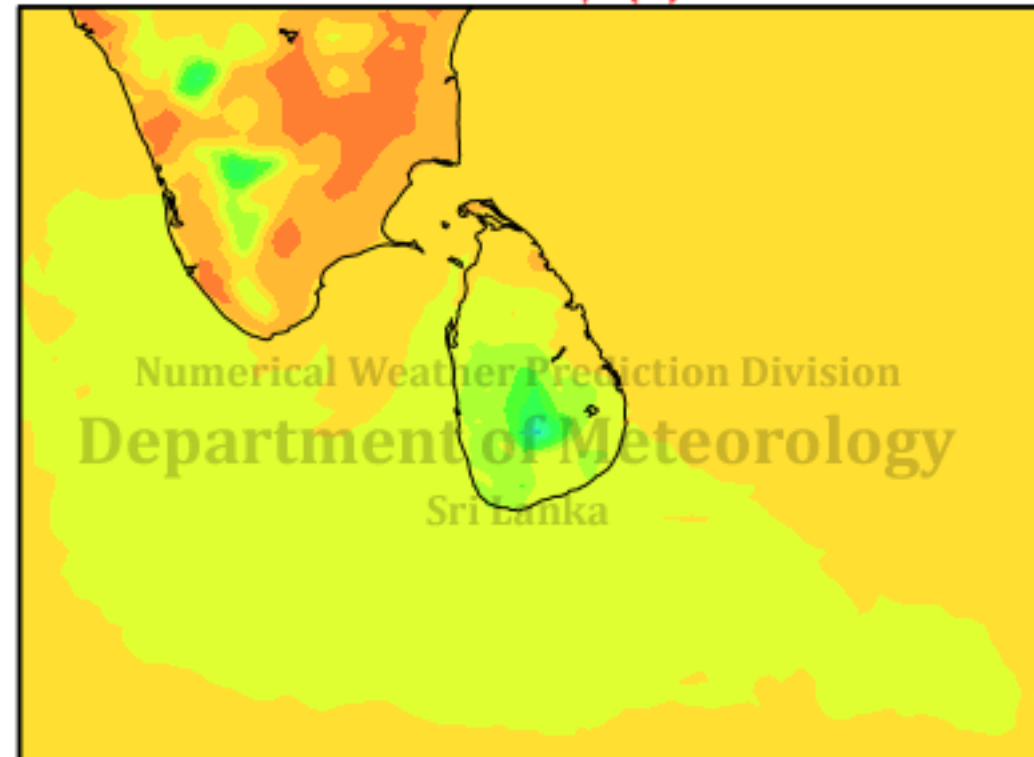 Numerical Weather Prediction Division
Department of Meteorology
Sri Lanka